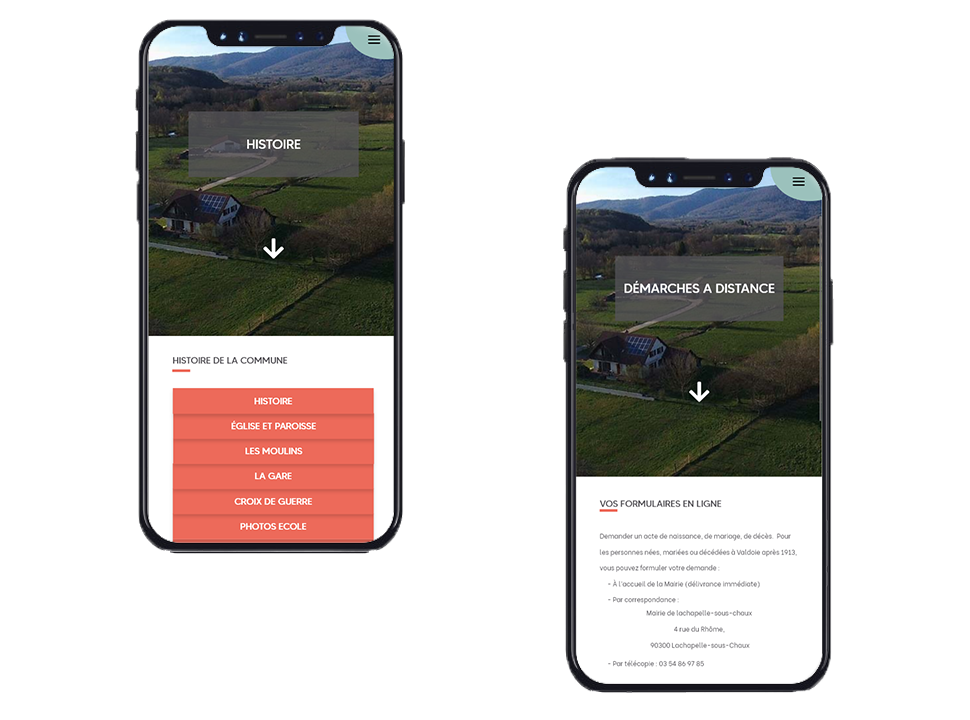 HISTOIRE
HISTOIRE DE LA COMMUNE
HISTOIRE
ÉGLISE ET PAROISSE
LES MOULINS
LA GARE
CROIX DE GUERRE
PHOTOS ECOLE
DÉMARCHES A DISTANCE
VOS FORMULAIRES EN LIGNE
Demander un acte de naissance, de mariage, de décès. Pour
les personnes nées, mariées ou décédées à Valdoie après 1913,
vous pouvez formuler votre demande :
- À l'accueil de la Mairie (délivrance immédiate)
- Par correspondance :
Mairie de lachapelle-sous-chaux
4 rue du Rhôme,
90300 Lachapelle-sous-Chaux
- Par télécopie : 03 54 86 97 85